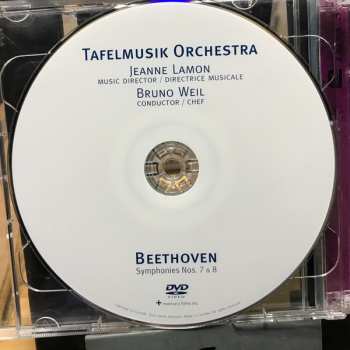 TAFELMUSIK ORCHESTRA
JEANNE LAMON
MUSIC DIRECTOR / DIRECTRICE MUSICALE
BRUNO WEIL
CONDUCTOR / CHEF
BEETHOVEN
Symphonies Nos. 7 & 8
DVD
VIDEO